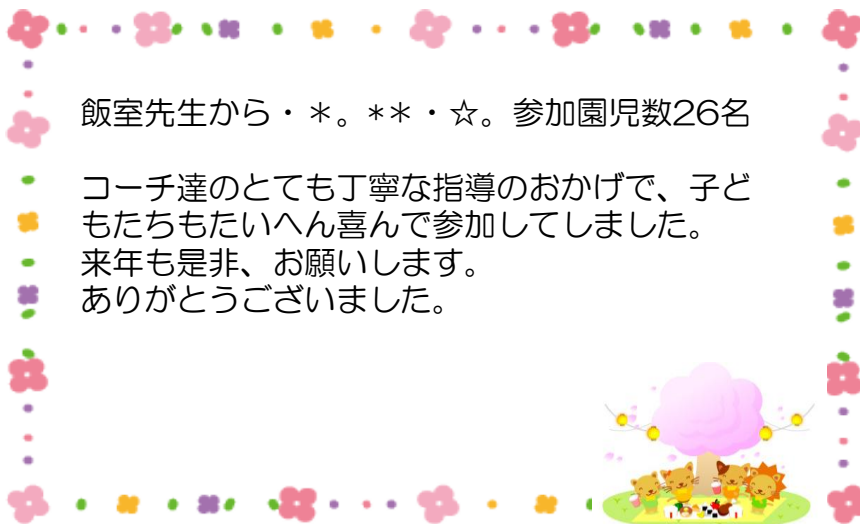 飯室先生から・＊。**・☆。参加園児数26名
コーチ達のとても丁寧な指導のおかげで、子ど
もたちもたいへん喜んで参加してしました。
来年も是非、お願いします。
ありがとうございました。